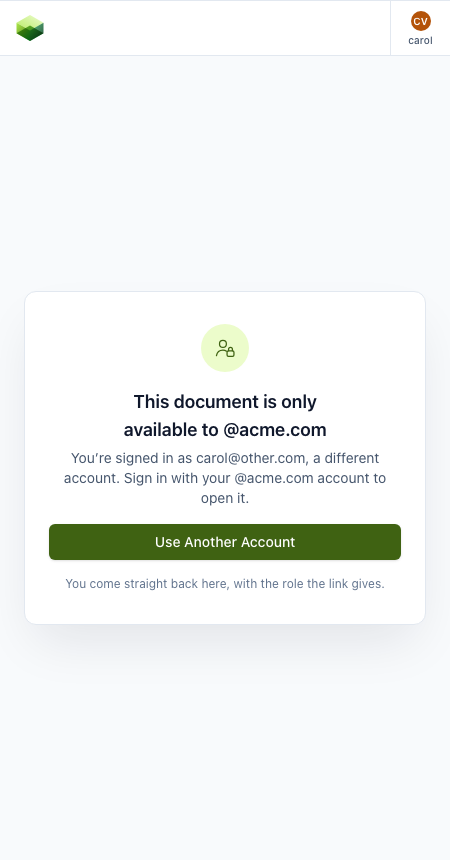 CV
carol
This document is only
available to @acme.com
You’re signed in as carol@other.com, a different
account. Sign in with your @acme.com account to
open it.
Use Another Account
You come straight back here, with the role the link gives.